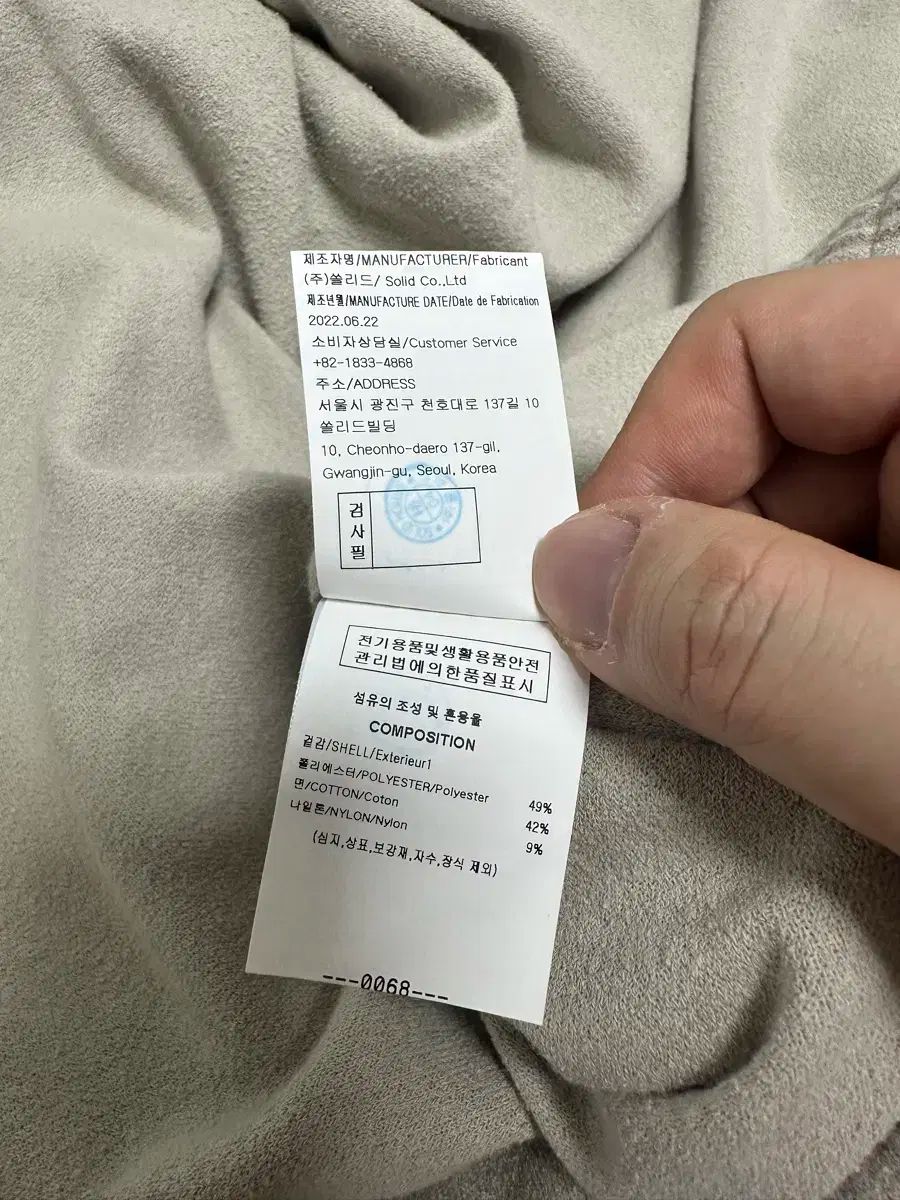 제조자명/MANUFACTURER/Fabricant
(주)쏠리드/ Solid Co.,Ltd
제조년월/MANUFACTURE DATE/Date de Fabrication
2022.06.22
소비자상담실/Customer Service
+82-1833-4868
주소/ADDRESS
서울시 광진구 천호대로 137길 10
쏠리드빌딩
10, Cheonho-daero 137-gil,
Gwangjin-gu, Seoul, Korea
검사필
전기용품및생활용품안전
관리법에의한품질표시
섬유의 조성 및 혼용율
COMPOSITION
겉감/SHELL/Exterieur1
폴리에스터/POLYESTER/Polyester 49%
면/COTTON/Coton 42%
나일론/NYLON/Nylon 9%
(심지,상표,보강재,자수,장식 제외)
---0068---